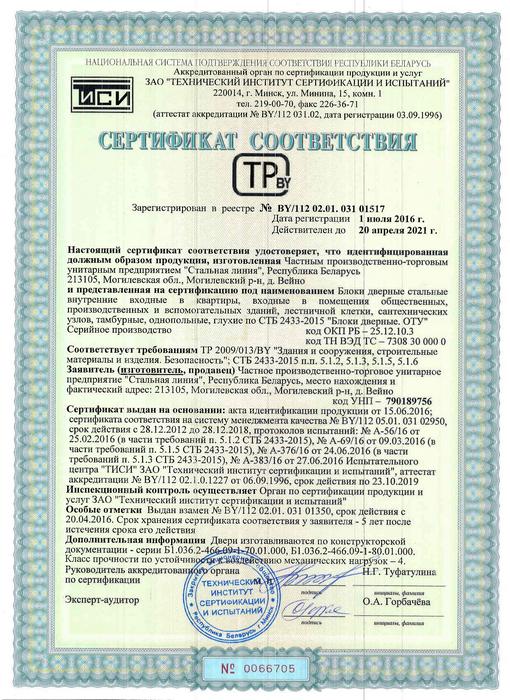 НАЦИОНАЛЬНАЯ СИСТЕМА ПОДТВЕРЖДЕНИЯ СООТВЕТСТВИЯ РЕСПУБЛИКИ БЕЛАРУСЬ
Аккредитованный орган по сертификации продукции и услуг
ЗАО "ТЕХНИЧЕСКИЙ ИНСТИТУТ СЕРТИФИКАЦИИ И ИСПЫТАНИЙ"
220014, г. Минск, ул. Минина, 15, комн. 1
тел. 219-00-70, факс 226-36-71
(аттестат аккредитации № BY/112 031.02, дата регистрации 03.09.1996)
ТИСИ
СЕРТИФИКАТ СООТВЕТСТВИЯ
ТР BY
Зарегистрирован в реестре № BY/112 02.01. 031 01517
Дата регистрации 1 июля 2016 г.
Действителен до 20 апреля 2021 г.
Настоящий сертификат соответствия удостоверяет, что идентифицированная
должным образом продукция, изготовленная Частным производственно-торговым
унитарным предприятием "Стальная линия", Республика Беларусь
213105, Могилевская обл., Могилевский р-н, д. Вейно
и представленная на сертификацию под наименованием Блоки дверные стальные
внутренние входные в квартиры, входные в помещения общественных,
производственных и вспомогательных зданий, лестничной клетки, сантехнических
узлов, тамбурные, однопольные, глухие по СТБ 2433-2015 "Блоки дверные. ОТУ"
Серийное производство
код ОКП РБ – 25.12.10.3
код ТН ВЭД ТС – 7308 30 000 0
Соответствует требованиям ТР 2009/013/BY "Здания и сооружения, строительные
материалы и изделия. Безопасность"; СТБ 2433-2015 п.п. 5.1.2, 5.1.3, 5.1.5, 5.1.6
Заявитель (изготовитель, продавец) Частное производственно-торговое унитарное
предприятие "Стальная линия", Республика Беларусь, место нахождения и
фактический адрес: 213105, Могилевская обл., Могилевский р-н, д. Вейно
код УНП – 790189756
Сертификат выдан на основании: акта идентификации продукции от 15.06.2016;
сертификата соответствия на систему менеджмента качества № BY/112 05.01. 031 02950,
срок действия с 28.12.2012 до 28.12.2018, протоколов испытаний: № А-56/16 от
25.02.2016 (в части требований п. 5.1.2 СТБ 2433-2015), № А-69/16 от 09.03.2016 (в
части требований п. 5.1.5 СТБ 2433-2015), № А-376/16 от 24.06.2016 (в части требований
п. 5.1.3 СТБ 2433-2015), № А-383/16 от 27.06.2016 Испытательного
центра "ТИСИ" ЗАО "Технический институт сертификации и испытаний", аттестат
аккредитации № BY/112 02.1.0.1227 от 06.09.1996, срок действия до 23.10.2019
Инспекционный контроль осуществляет Орган по сертификации продукции и
услуг ЗАО "Технический институт сертификации и испытаний"
Особые отметки Выдан взамен № BY/112 02.01. 031 01350, срок действия с
20.04.2016. Срок хранения сертификата соответствия у заявителя - 5 лет после
истечения срока его действия
Дополнительная информация Двери изготавливаются по конструкторской
документации - серии Б1.036.2-466.09-1-70.01.000, Б1.036.2-466.09-1-80.01.000.
Класс прочности по устойчивости к воздействию механических нагрузок – 4.
Руководитель аккредитованного органа
по сертификации
М.
Н.Г. Туфатулина
подпись
инициалы, фамилия
Эксперт-аудитор
О.А. Горбачёва
подпись
инициалы, фамилия
ТЕХНИЧЕСКИЙ
ИНСТИТУТ
СЕРТИФИКАЦИИ
И ИСПЫТАНИЙ
Республика Беларусь г.Минск
№ 0066705